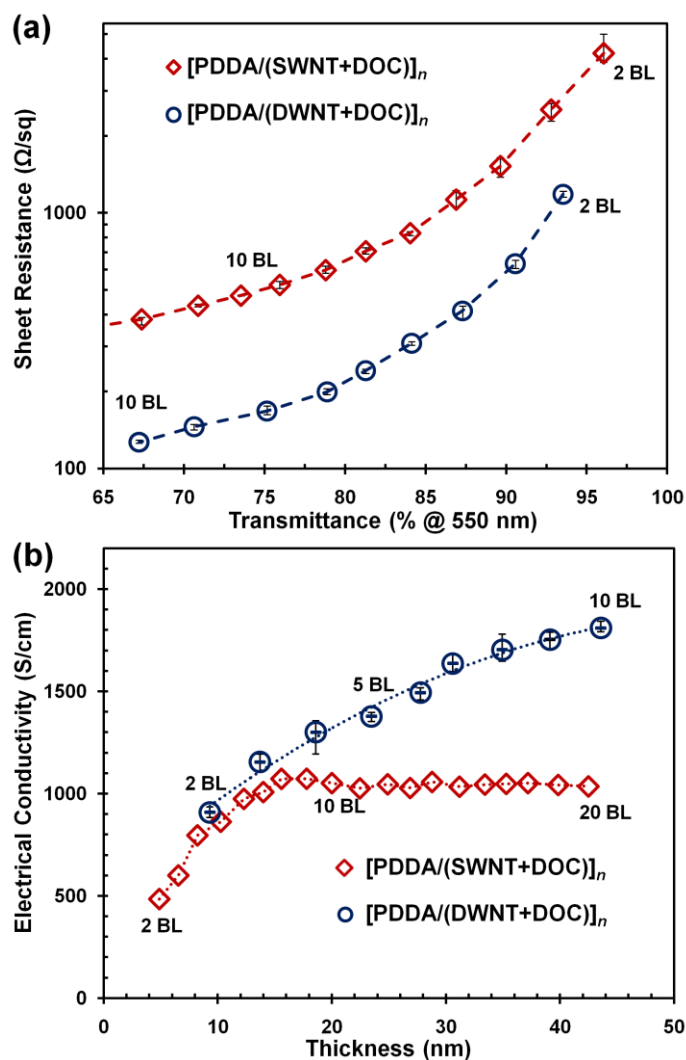 (a)
[PDDA/(SWNT+DOC)]n
[PDDA/(DWNT+DOC)]n
2 BL
2 BL
10 BL
10 BL
Sheet Resistance (Ω/sq)
1000
100
65 70 75 80 85 90 95 100
Transmittance (% @ 550 nm)
(b)
Electrical Conductivity (S/cm)
2000
1500
1000
500
0
10 BL
5 BL
2 BL
10 BL
20 BL
2 BL
[PDDA/(SWNT+DOC)]n
[PDDA/(DWNT+DOC)]n
0 10 20 30 40 50
Thickness (nm)